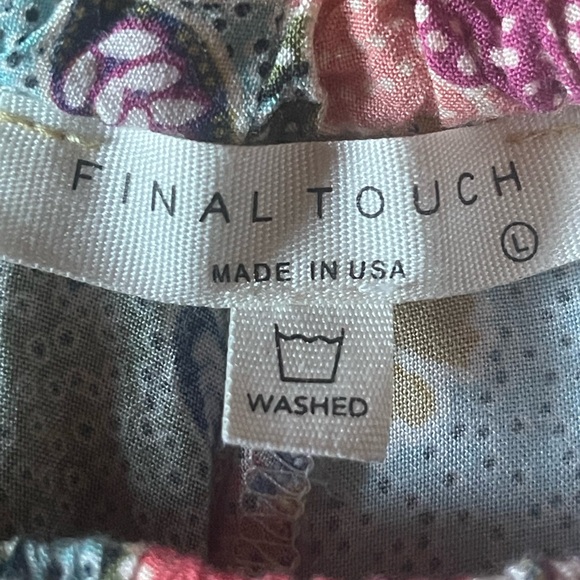 FINAL TOUCH
L
MADE IN USA
WASHED